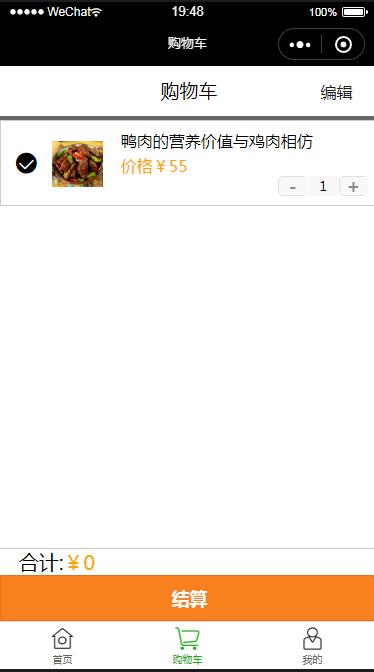 WeChat 19:48 100%
购物车
购物车 编辑
鸭肉的营养价值与鸡肉相仿
价格￥55
- 1 +
合计:￥0
结算
首页 购物车 我的